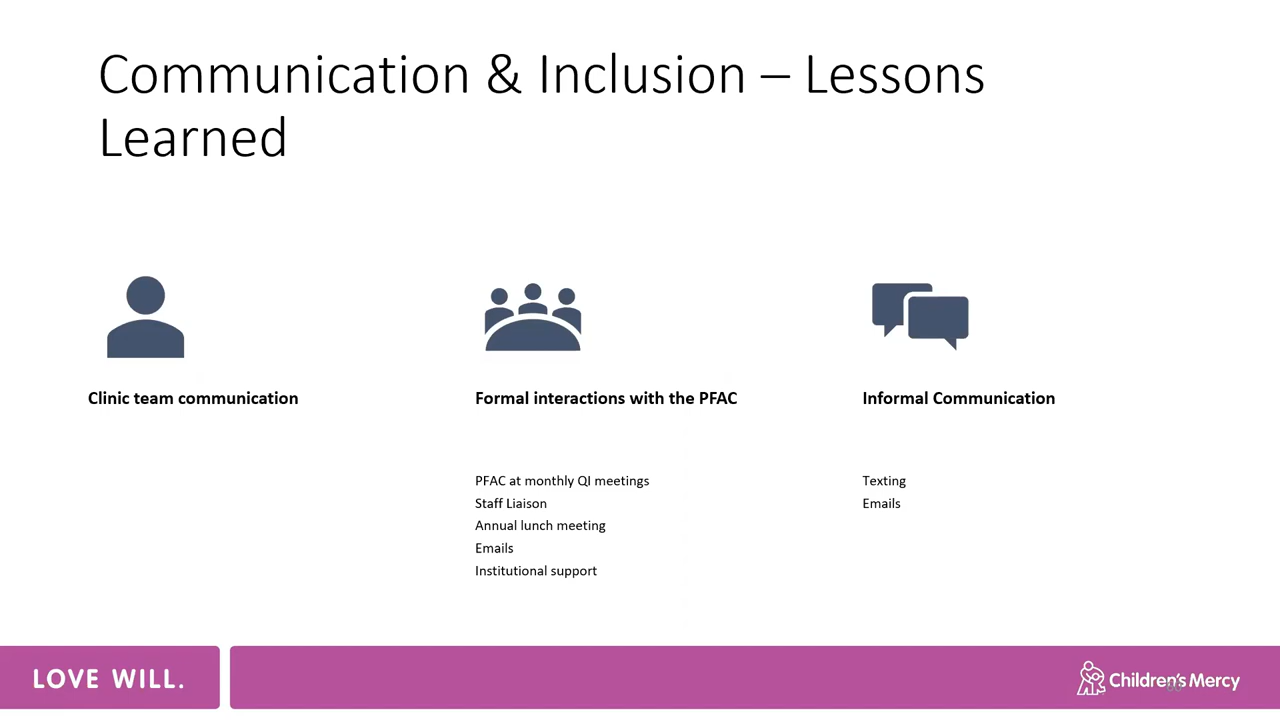 Communication & Inclusion – Lessons
Learned
Clinic team communication
Formal interactions with the PFAC
PFAC at monthly QI meetings
Staff Liaison
Annual lunch meeting
Emails
Institutional support
Informal Communication
Texting
Emails
LOVE WILL.
Children's Mercy